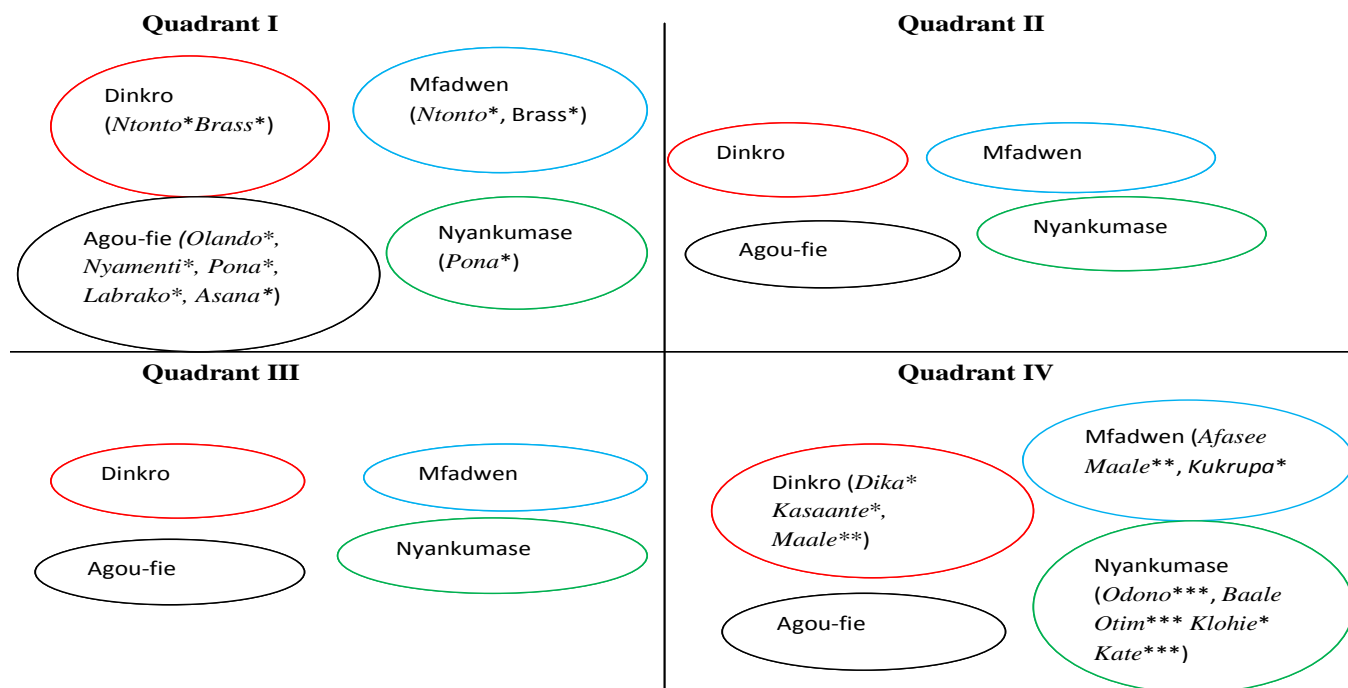 Quadrant I
Dinkro
(Ntonto*Brass*)
Mfadwen
(Ntonto*, Brass*)
Agou-fie (Olando*,
Nyamenti*, Pona*,
Labrako*, Asana*)
Nyankumase
(Pona*)
Quadrant II
Dinkro
Mfadwen
Agou-fie
Nyankumase
Quadrant III
Dinkro
Mfadwen
Agou-fie
Nyankumase
Quadrant IV
Dinkro (Dika*
Kasaante*,
Maale**)
Mfadwen (Afasee
Maale**, Kukrupa*
Agou-fie
Nyankumase
(Odono***, Baale
Otim*** Klohie*
Kate***)